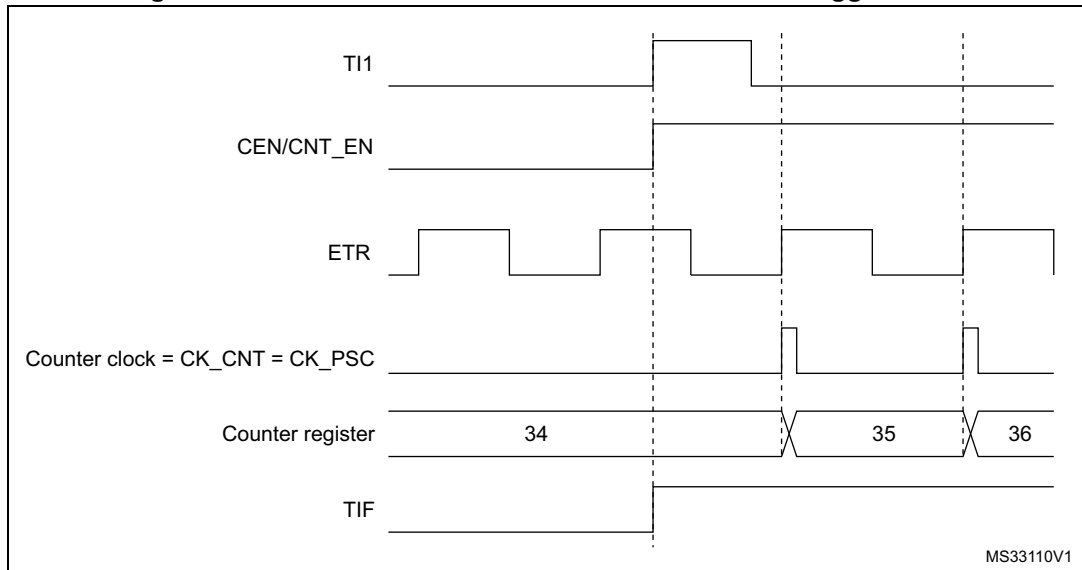 TI1
CEN/CNT_EN
ETR
Counter clock = CK_CNT = CK_PSC
Counter register 34 35 36
TIF
MS33110V1